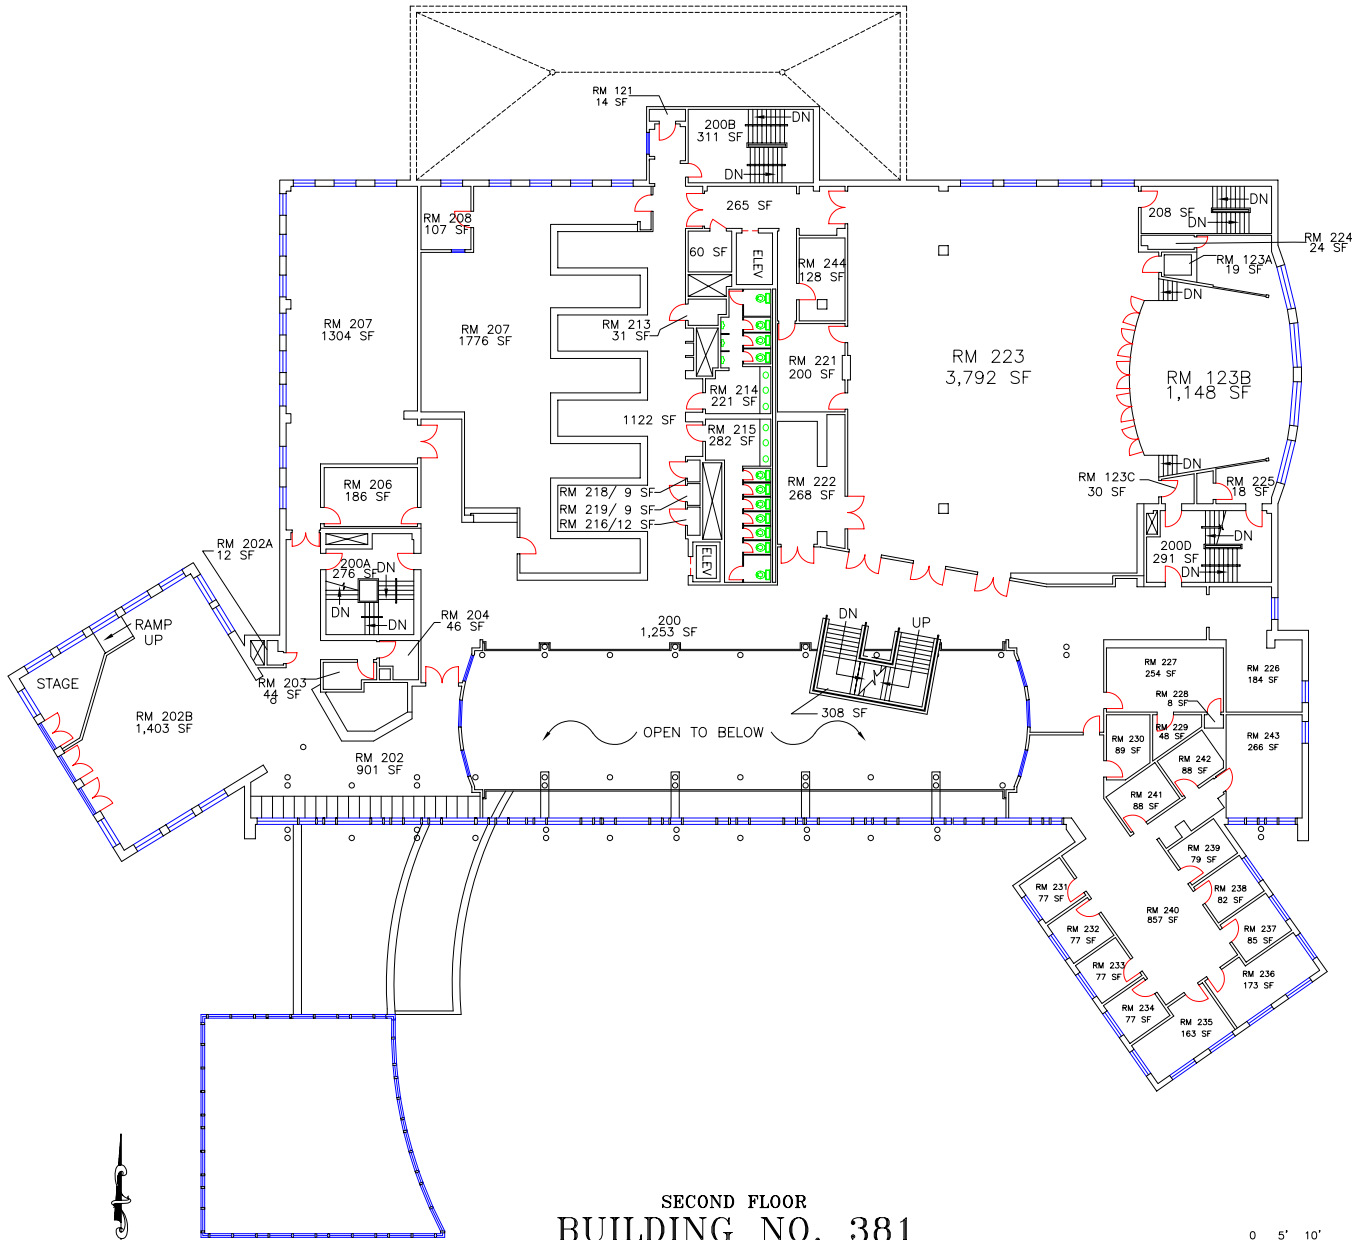 RM 121
14 SF
200B
311 SF
DN
DN
265 SF
RM 208
107 SF
208 SF
DN
DN
RM 224
24 SF
RM 123A
19 SF
DN
60 SF
ELEV
RM 244
128 SF
RM 207
1304 SF
RM 207
1776 SF
RM 213
31 SF
RM 221
200 SF
RM 223
3,792 SF
RM 123B
1,148 SF
RM 214
221 SF
1122 SF
RM 215
282 SF
DN
RM 123C
30 SF
RM 225
18 SF
RM 206
186 SF
RM 218/ 9 SF
RM 219/ 9 SF
RM 216/12 SF
RM 222
268 SF
RM 202A
12 SF
200A
276 SF
DN
DN
DN
ELEV
200D
291 SF
DN
DN
RAMP
UP
RM 204
46 SF
200
1,253 SF
DN
UP
STAGE
RM 203
44 SF
RM 202B
1,403 SF
308 SF
OPEN TO BELOW
RM 202
901 SF
RM 227
254 SF
RM 226
184 SF
RM 228
8 SF
RM 229
48 SF
RM 230
89 SF
RM 243
266 SF
RM 242
88 SF
RM 241
88 SF
RM 239
79 SF
RM 231
77 SF
RM 238
82 SF
RM 240
857 SF
RM 232
77 SF
RM 237
85 SF
RM 233
77 SF
RM 236
173 SF
RM 234
77 SF
RM 235
163 SF
SECOND FLOOR
BUILDING NO. 381
0 5' 10'